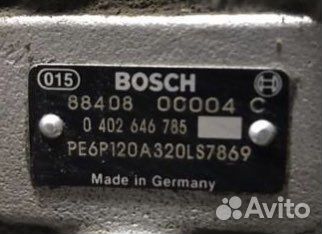 015 BOSCH
88408 0C004 C
0 402 646 785
PE6P120A320LS7869
Made in Germany
Avito